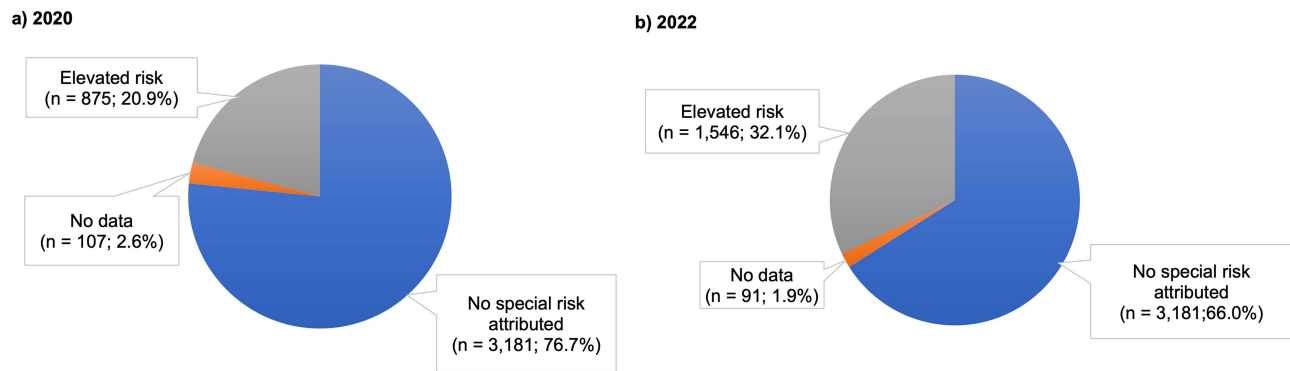 a) 2020
Elevated risk
(n = 875; 20.9%)
No data
(n = 107; 2.6%)
No special risk
attributed
(n = 3,181; 76.7%)
b) 2022
Elevated risk
(n = 1,546; 32.1%)
No data
(n = 91; 1.9%)
No special risk
attributed
(n = 3,181;66.0%)